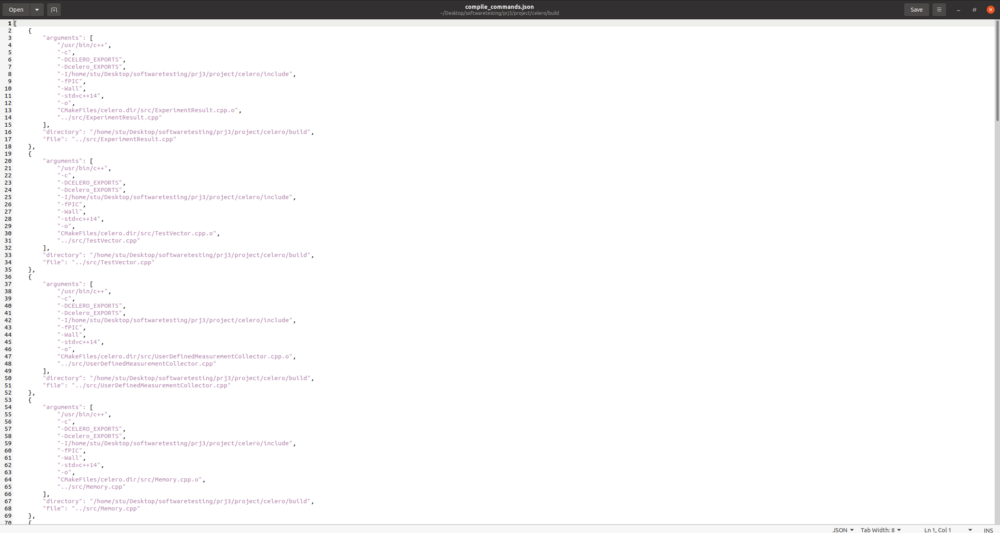 Open
compile_commands.json
~/Desktop/softwaretesting/prj3/project/celero/build
Save
1 [
2     {
3         "arguments": [
4             "/usr/bin/c++",
5             "-c",
6             "-DCELERO_EXPORTS",
7             "-Dcelero_EXPORTS",
8             "-I/home/stu/Desktop/softwaretesting/prj3/project/celero/include",
9             "-fPIC",
10             "-Wall",
11             "-std=c++14",
12             "-o",
13             "CMakeFiles/celero.dir/src/ExperimentResult.cpp.o",
14             "../src/ExperimentResult.cpp"
15         ],
16         "directory": "/home/stu/Desktop/softwaretesting/prj3/project/celero/build",
17         "file": "../src/ExperimentResult.cpp"
18     },
19     {
20         "arguments": [
21             "/usr/bin/c++",
22             "-c",
23             "-DCELERO_EXPORTS",
24             "-Dcelero_EXPORTS",
25             "-I/home/stu/Desktop/softwaretesting/prj3/project/celero/include",
26             "-fPIC",
27             "-Wall",
28             "-std=c++14",
29             "-o",
30             "CMakeFiles/celero.dir/src/TestVector.cpp.o",
31             "../src/TestVector.cpp"
32         ],
33         "directory": "/home/stu/Desktop/softwaretesting/prj3/project/celero/build",
34         "file": "../src/TestVector.cpp"
35     },
36     {
37         "arguments": [
38             "/usr/bin/c++",
39             "-c",
40             "-DCELERO_EXPORTS",
41             "-Dcelero_EXPORTS",
42             "-I/home/stu/Desktop/softwaretesting/prj3/project/celero/include",
43             "-fPIC",
44             "-Wall",
45             "-std=c++14",
46             "-o",
47             "CMakeFiles/celero.dir/src/UserDefinedMeasurementCollector.cpp.o",
48             "../src/UserDefinedMeasurementCollector.cpp"
49         ],
50         "directory": "/home/stu/Desktop/softwaretesting/prj3/project/celero/build",
51         "file": "../src/UserDefinedMeasurementCollector.cpp"
52     },
53     {
54         "arguments": [
55             "/usr/bin/c++",
56             "-c",
57             "-DCELERO_EXPORTS",
58             "-Dcelero_EXPORTS",
59             "-I/home/stu/Desktop/softwaretesting/prj3/project/celero/include",
60             "-fPIC",
61             "-Wall",
62             "-std=c++14",
63             "-o",
64             "CMakeFiles/celero.dir/src/Memory.cpp.o",
65             "../src/Memory.cpp"
66         ],
67         "directory": "/home/stu/Desktop/softwaretesting/prj3/project/celero/build",
68         "file": "../src/Memory.cpp"
69     },
70     {
JSON Tab Width: 8 Ln 1, Col 1 INS